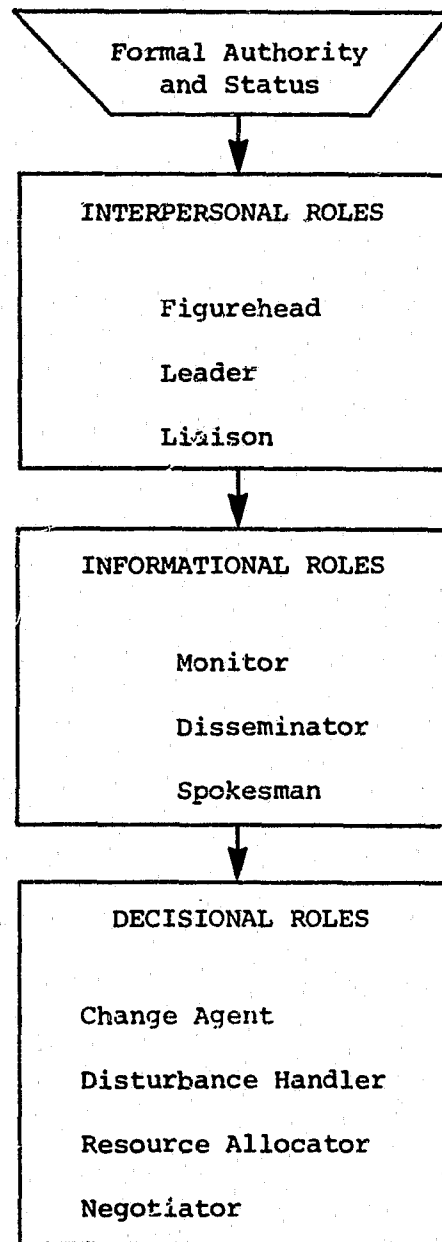 Formal Authority
and Status
INTERPERSONAL ROLES
Figurehead
Leader
Liaison
INFORMATIONAL ROLES
Monitor
Disseminator
Spokesman
DECISIONAL ROLES
Change Agent
Disturbance Handler
Resource Allocator
Negotiator